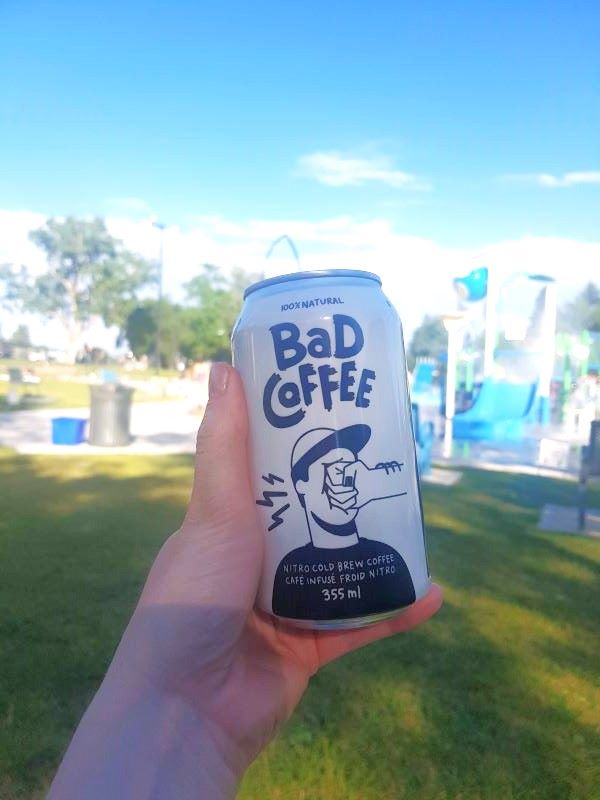 100% NATURAL
BaD
COFFEE
NITRO COLD BREW COFFEE
CAFÉ INFUSÉ FROID NITRO
355 ml